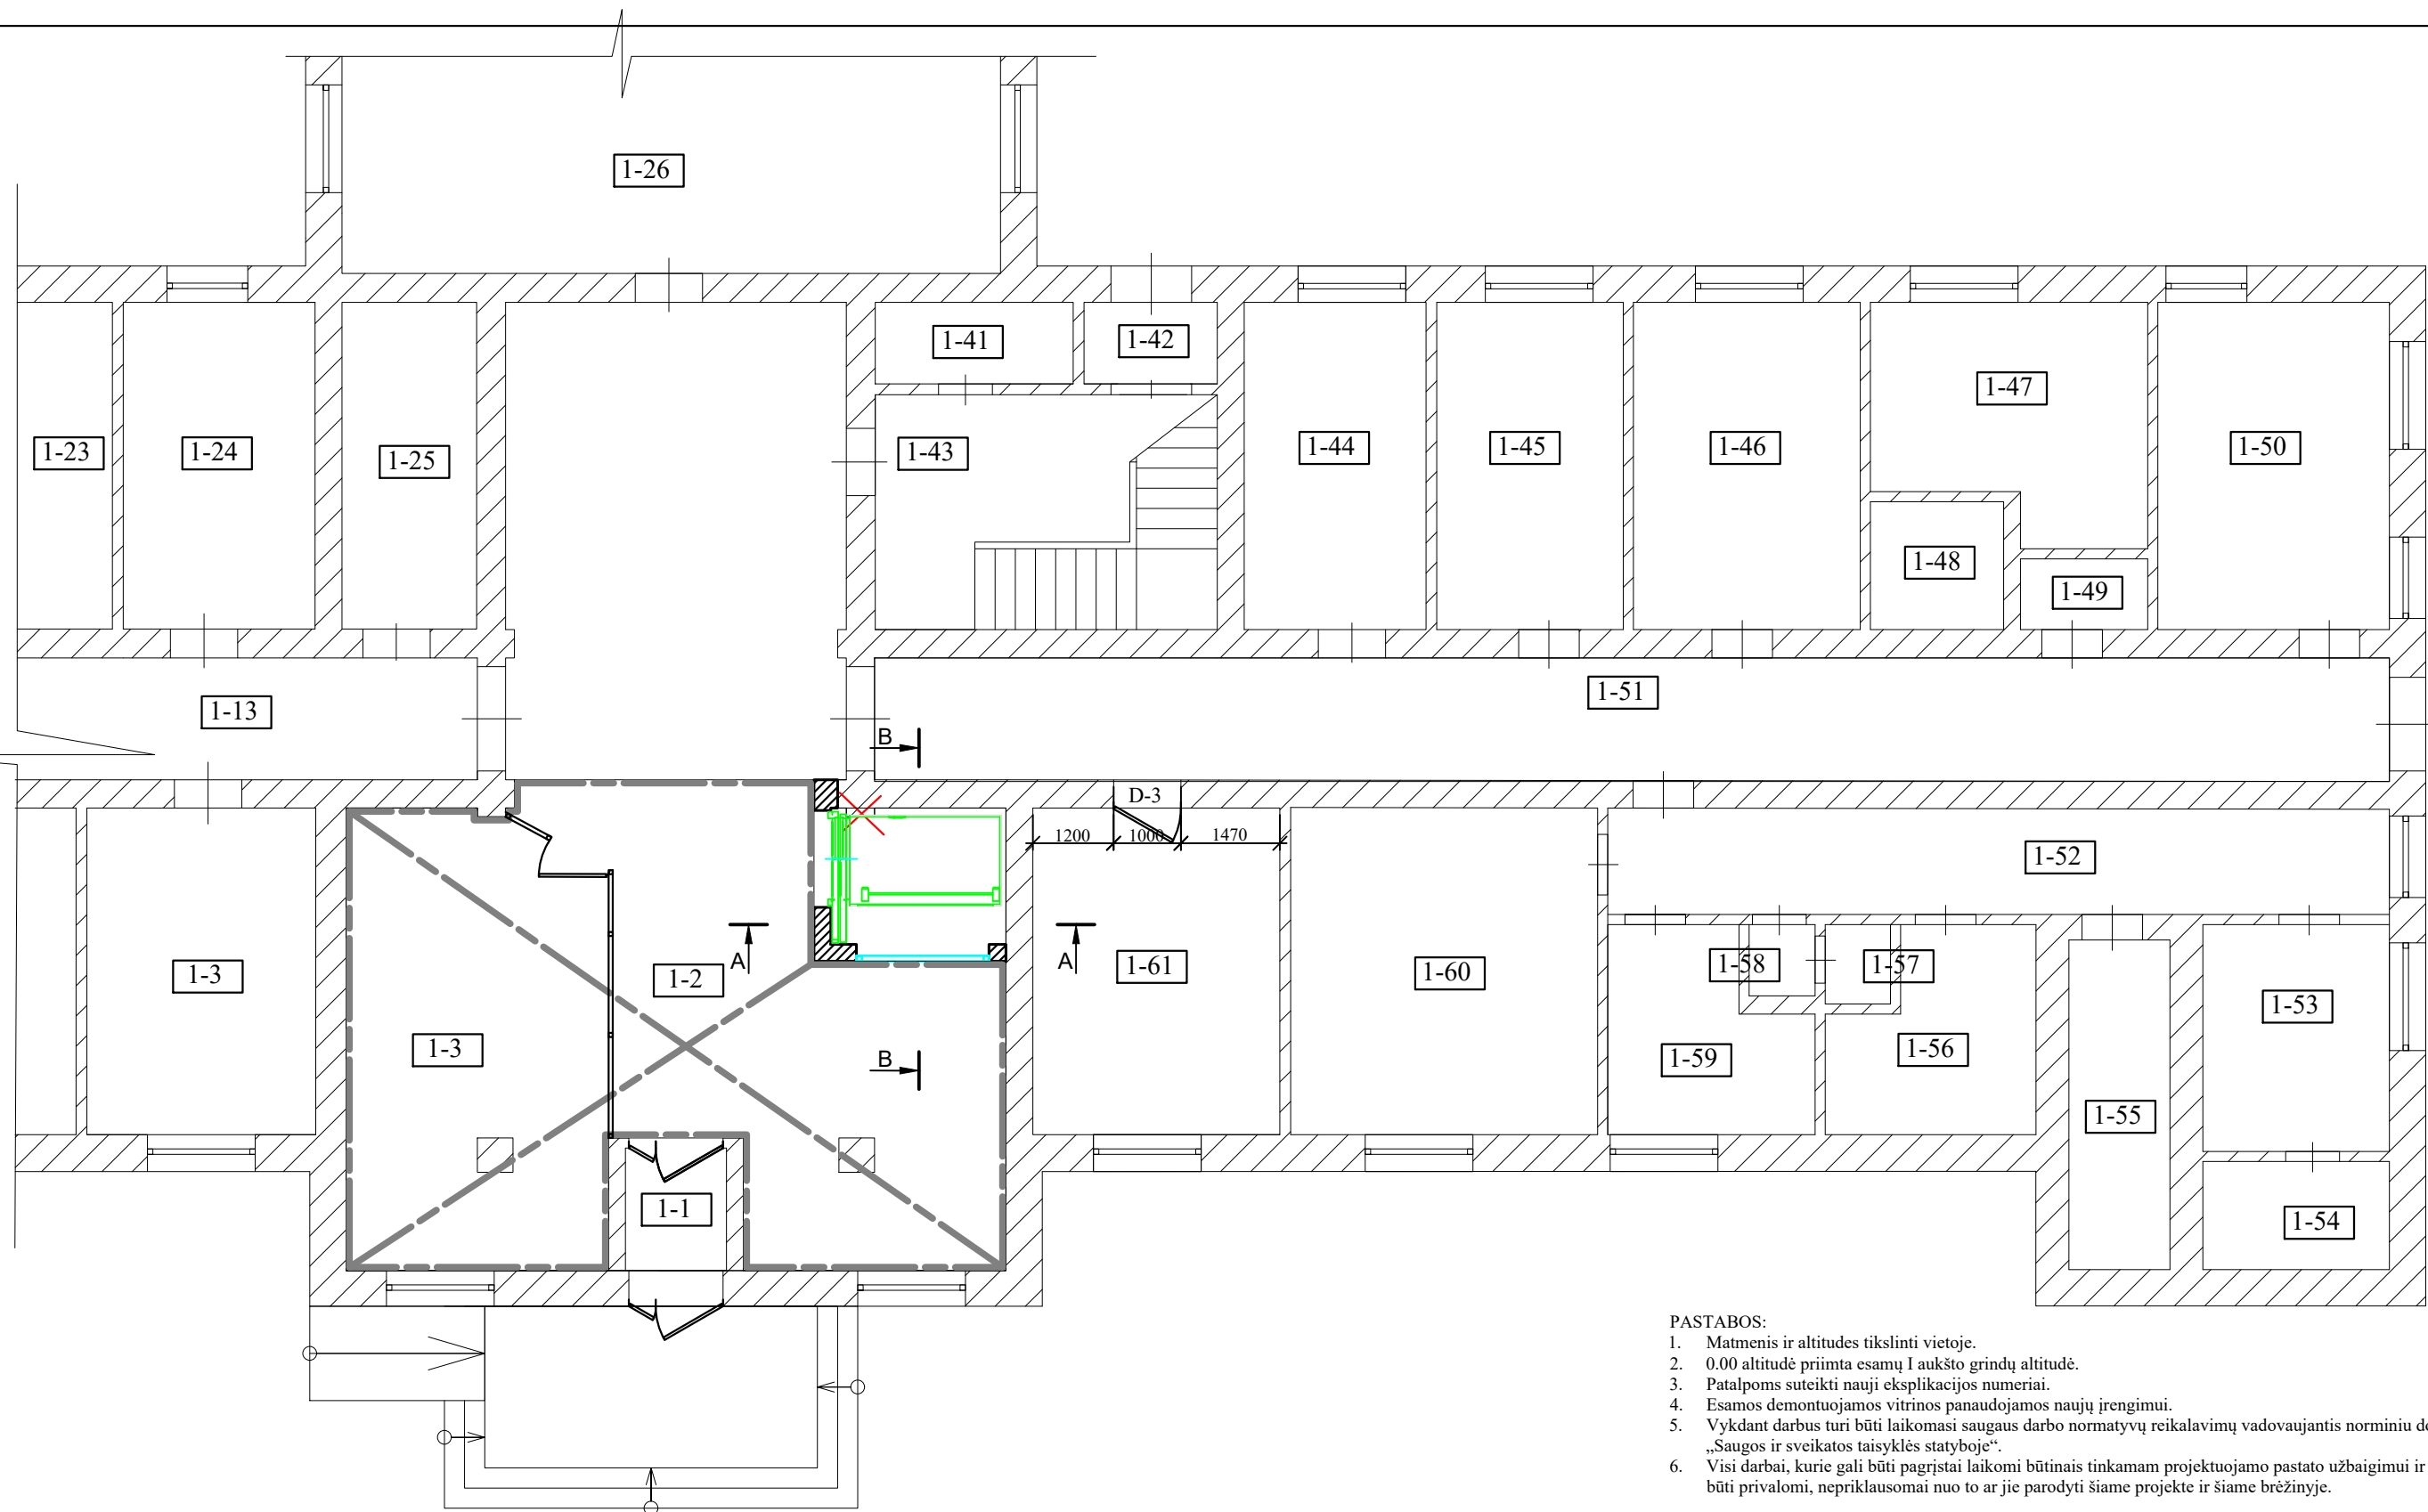 1-26
1-41
1-42
1-47
1-23
1-24
1-25
1-43
1-44
1-45
1-46
1-50
1-48
1-49
1-13
1-51
B
D-3
1200
1000
1470
1-52
A
A
1-3
1-2
1-61
1-60
1-58
1-57
1-53
1-3
1-59
1-56
B
1-55
1-1
1-54
PASTABOS:
1. Matmenis ir altitudes tikslinti vietoje.
2. 0.00 altitudė priimta esamų I aukšto grindų altitudė.
3. Patalpoms suteikti nauji eksplikacijos numeriai.
4. Esamos demontuojamos vitrinos panaudojamos naujų įrengimui.
5. Vykdant darbus turi būti laikomasi saugaus darbo normatyvų reikalavimų vadovaujantis norminiu
„Saugos ir sveikatos taisyklės statyboje“.
6. Visi darbai, kurie gali būti pagrįstai laikomi būtinais tinkamam projektuojamo pastato užbaigimui ir
būti privalomi, nepriklausomai nuo to ar jie parodyti šiame projekte ir šiame brėžinyje.